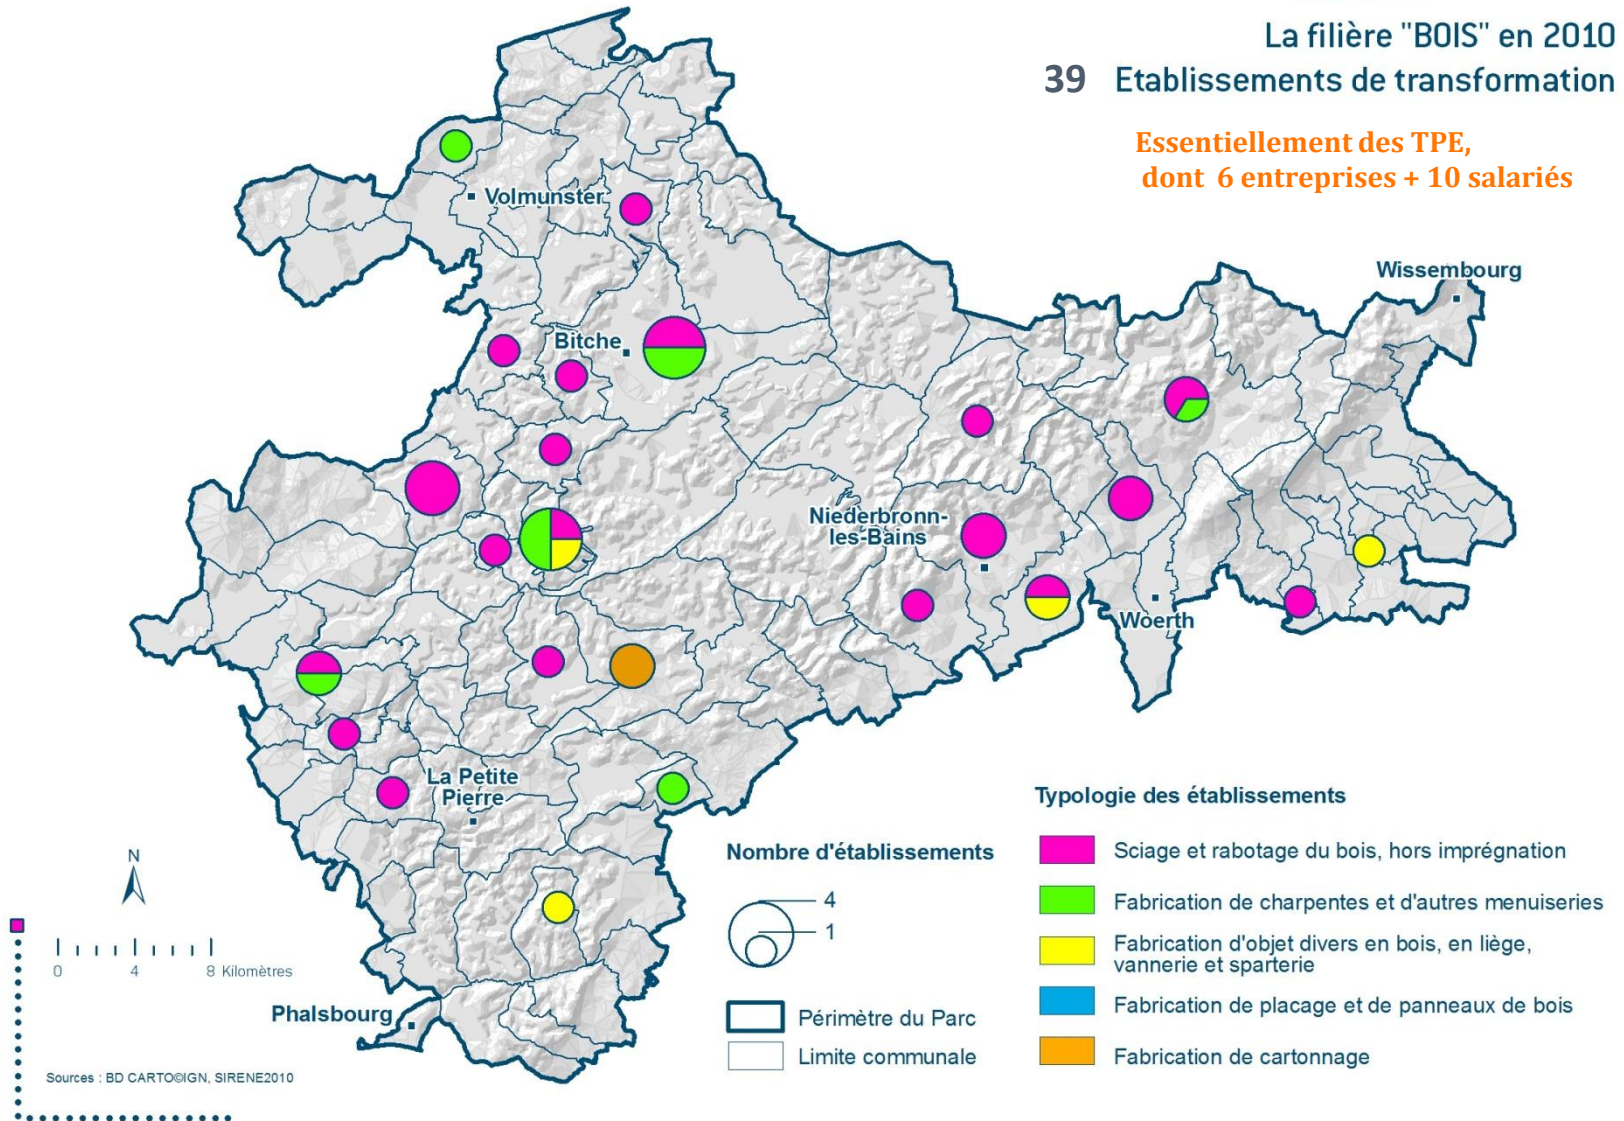 La filière "BOIS" en 2010
39 Etablissements de transformation
Essentiellement des TPE,
dont 6 entreprises + 10 salariés
Volmunster
Wissembourg
Bitche
Niederbronn-
les-Bains
Woerth
La Petite
Pierre
Phalsbourg
N
0 4 8 Kilomètres
Sources : BD CARTO©IGN, SIRENE2010
Nombre d'établissements
4
1
Périmètre du Parc
Limite communale
Typologie des établissements
Sciage et rabotage du bois, hors imprégnation
Fabrication de charpentes et d'autres menuiseries
Fabrication d'objet divers en bois, en liège,
vannerie et sparterie
Fabrication de placage et de panneaux de bois
Fabrication de cartonnage